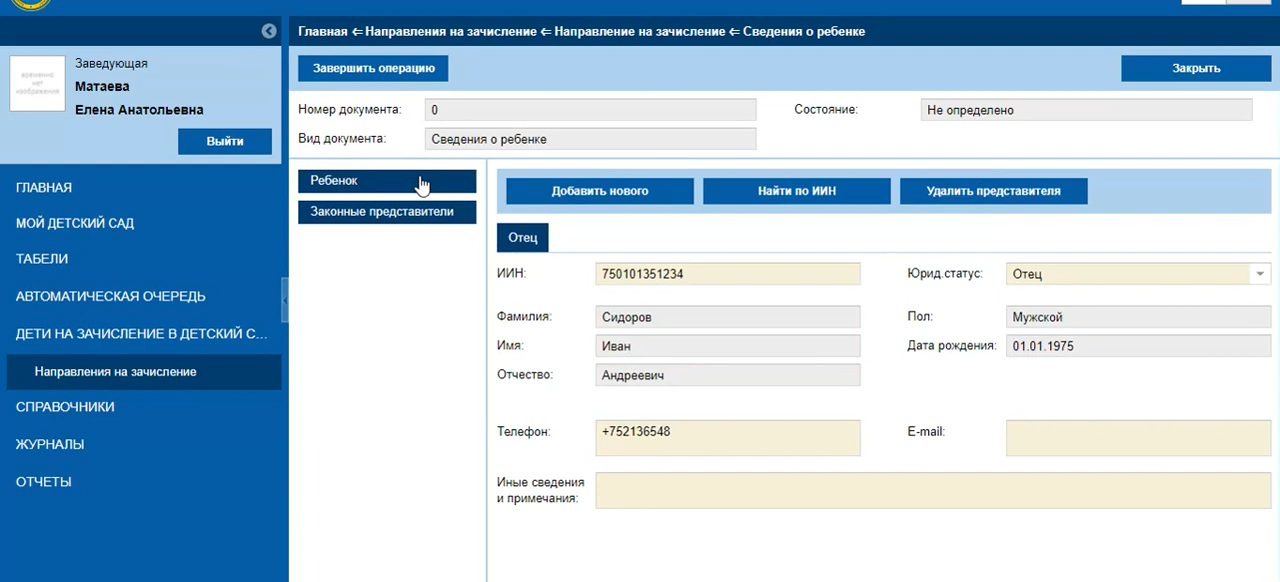 Главная ⇐ Направления на зачисление ⇐ Направление на зачисление ⇐ Сведения о ребенке
временно
нет
изображения
Заведующая
Матаева
Елена Анатольевна
Выйти
Завершить операцию
Закрыть
Номер документа: 0
Состояние: Не определено
Вид документа: Сведения о ребенке
ГЛАВНАЯ
МОЙ ДЕТСКИЙ САД
ТАБЕЛИ
АВТОМАТИЧЕСКАЯ ОЧЕРЕДЬ
ДЕТИ НА ЗАЧИСЛЕНИЕ В ДЕТСКИЙ С...
Направления на зачисление
СПРАВОЧНИКИ
ЖУРНАЛЫ
ОТЧЕТЫ
Ребенок
Законные представители
Добавить нового
Найти по ИИН
Удалить представителя
Отец
ИИН: 750101351234
Юрид.статус: Отец
Фамилия: Сидоров
Пол: Мужской
Имя: Иван
Дата рождения: 01.01.1975
Отчество: Андреевич
Телефон: +752136548
E-mail:
Иные сведения
и примечания: